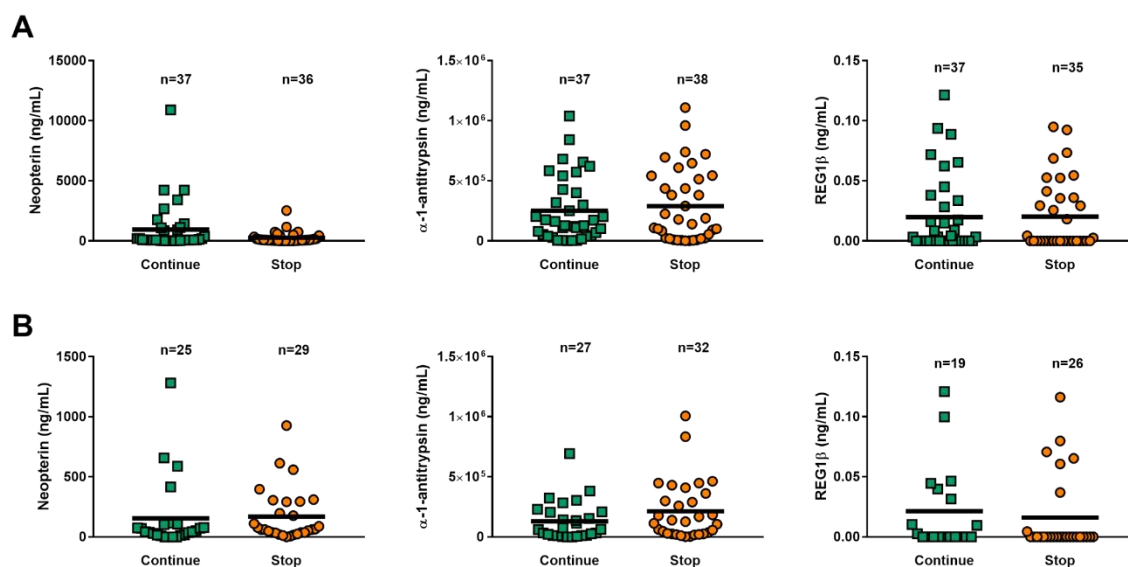 A
Neopterin (ng/mL)
15000
10000
5000
0
n=37
n=36
Continue
Stop
α-1-antitrypsin (ng/mL)
1.5×10⁶
1×10⁶
5×10⁵
0
n=37
n=38
Continue
Stop
REG1β (ng/mL)
0.15
0.10
0.05
0.00
n=37
n=35
Continue
Stop
B
Neopterin (ng/mL)
1500
1000
500
0
n=25
n=29
Continue
Stop
α-1-antitrypsin (ng/mL)
1.5×10⁶
1×10⁶
5×10⁵
0
n=27
n=32
Continue
Stop
REG1β (ng/mL)
0.15
0.10
0.05
0.00
n=19
n=26
Continue
Stop